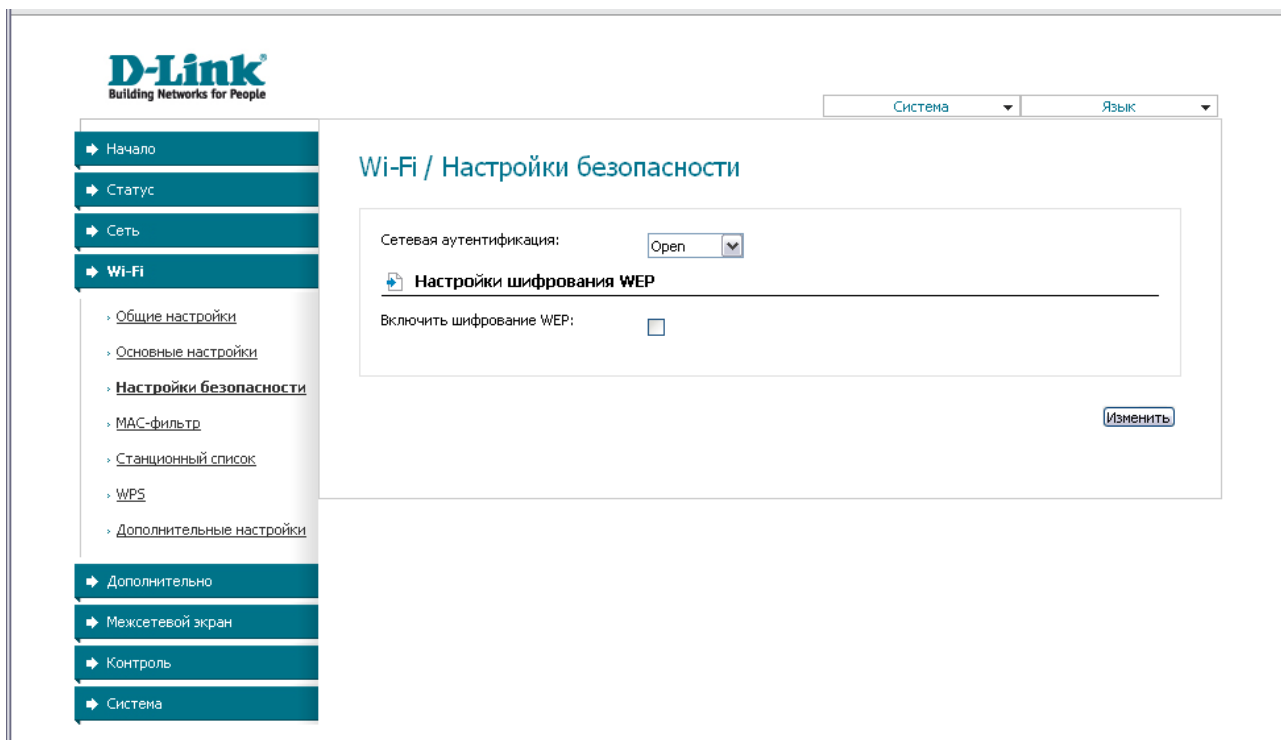 D-Link
Building Networks for People
Система
Язык
Начало
Статус
Сеть
Wi-Fi
Общие настройки
Основные настройки
Настройки безопасности
MAC-фильтр
Станционный список
WPS
Дополнительные настройки
Дополнительно
Межсетевой экран
Контроль
Система
Wi-Fi / Настройки безопасности
Сетевая аутентификация:
Open
Настройки шифрования WEP
Включить шифрование WEP:
Изменить